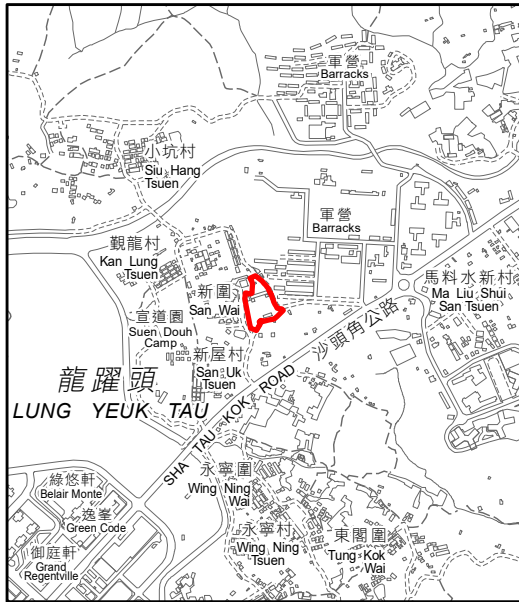 軍營
Barracks
小坑村
Siu Hang
Tsuen
軍營
Barracks
覲龍村
Kan Lung
Tsuen
馬料水新村
Ma Liu Shui
San Tsuen
新圍
San Wai
宣道園
Suen Douh
Camp
沙頭角公路
SHA TAU KOK ROAD
新屋村
San Uk
Tsuen
龍躍頭
LUNG YEUK TAU
永寧圍
Wing Ning
Wai
綠悠軒
Belair Monte
逸峯
Green Code
永寧村
Wing Ning
Tsuen
東閣圍
Tung Kok
Wai
御庭軒
Grand
Regentville